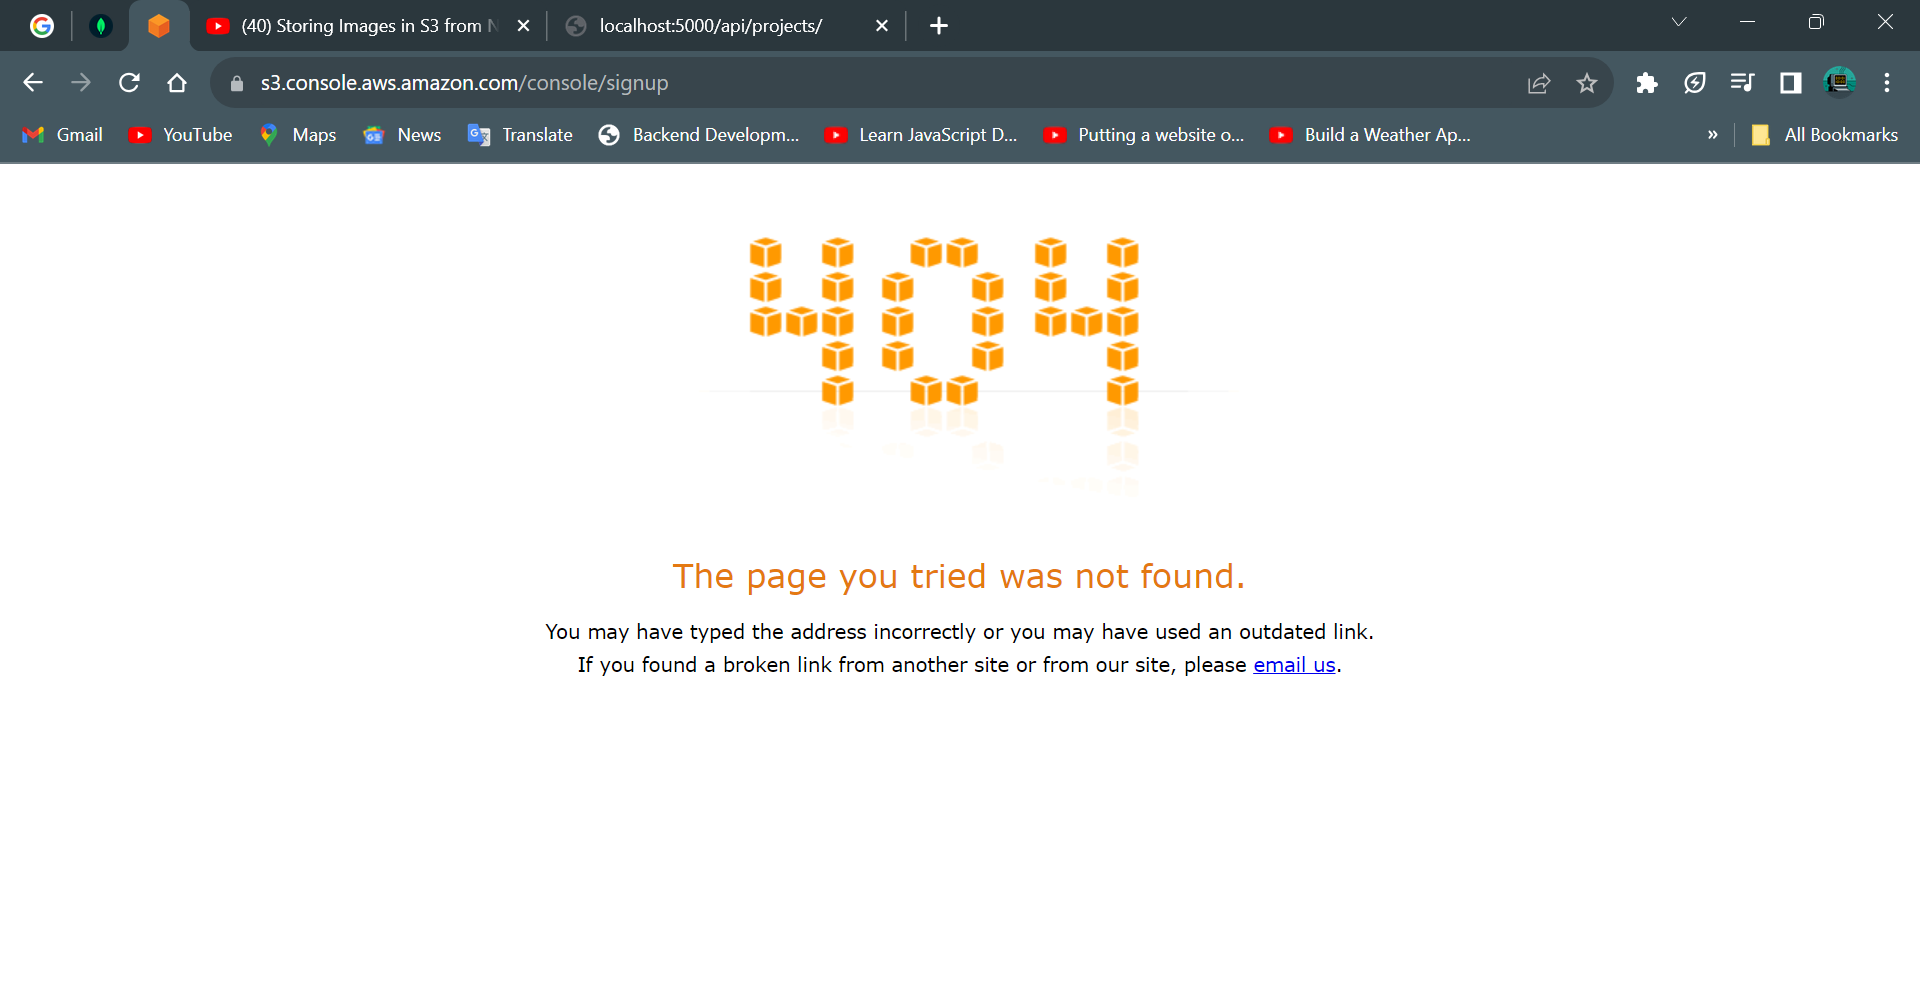 (40) Storing Images in S3 from N
localhost:5000/api/projects/
s3.console.aws.amazon.com/console/signup
Gmail
YouTube
Maps
News
Translate
Backend Developm...
Learn JavaScript D...
Putting a website o...
Build a Weather Ap...
»
All Bookmarks
404
The page you tried was not found.
You may have typed the address incorrectly or you may have used an outdated link.
If you found a broken link from another site or from our site, please email us.